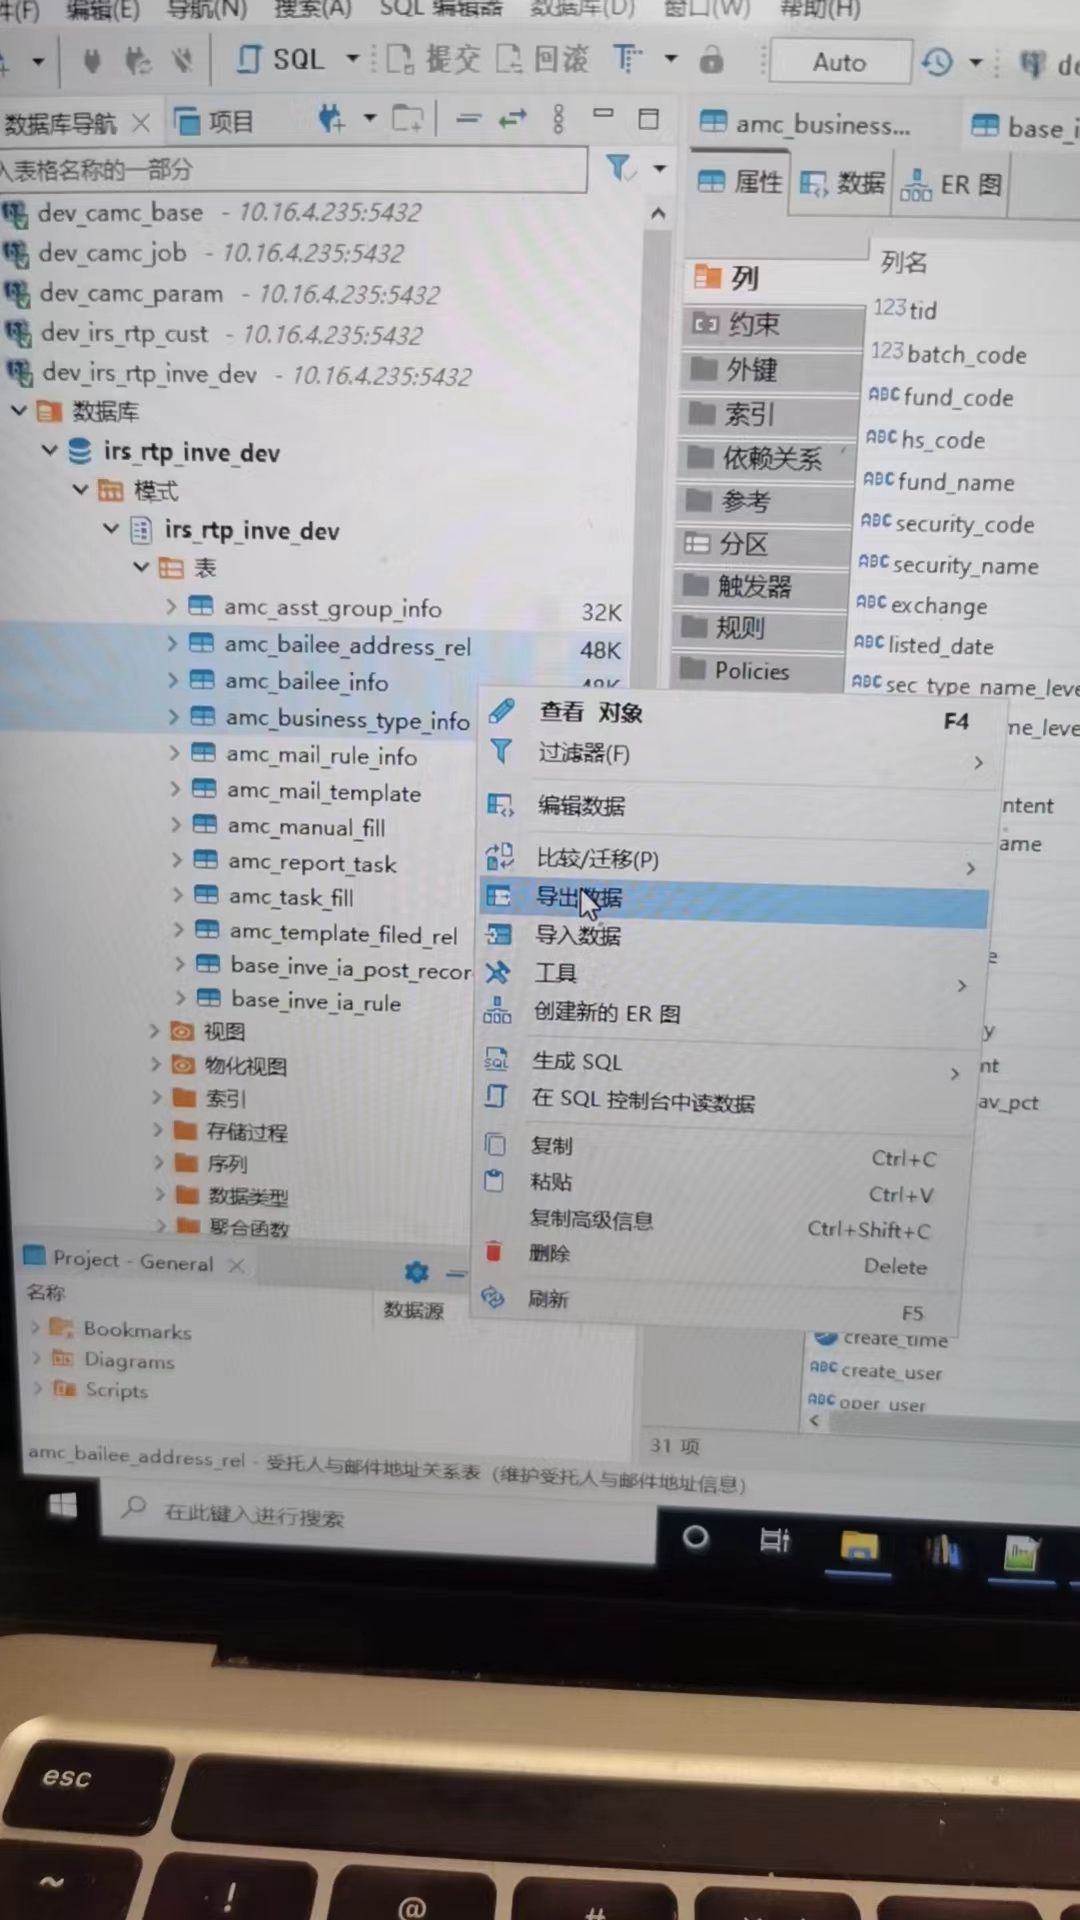 件(F) 编辑(E) 导航(N) 搜索(A) SQL 编辑器 数据库(D) 窗口(W) 帮助(H)
SQL 提交 回滚 Auto
数据库导航 项目
入表格名称的一部分
dev_camc_base - 10.16.4.235:5432
dev_camc_job - 10.16.4.235:5432
dev_camc_param - 10.16.4.235:5432
dev_irs_rtp_cust - 10.16.4.235:5432
dev_irs_rtp_inve_dev - 10.16.4.235:5432
数据库
irs_rtp_inve_dev
模式
irs_rtp_inve_dev
表
amc_asst_group_info 32K
amc_bailee_address_rel 48K
amc_bailee_info 48K
amc_business_type_info
amc_mail_rule_info
amc_mail_template
amc_manual_fill
amc_report_task
amc_task_fill
amc_template_filed_rel
base_inve_ia_post_recor
base_inve_ia_rule
视图
物化视图
索引
存储过程
序列
数据类型
聚合函数
Project - General
名称 数据源
Bookmarks
Diagrams
Scripts
amc_bailee_address_rel - 受托人与邮件地址关系表（维护受托人与邮件地址信息）
amc_business... base_i
属性 数据 ER 图
列
约束
外键
索引
依赖关系
参考
分区
触发器
规则
Policies
列名
123 tid
123 batch_code
ABC fund_code
ABC hs_code
ABC fund_name
ABC security_code
ABC security_name
ABC exchange
ABC listed_date
ABC sec_type_name_leve
me_leve
ntent
ame
e
y
nt
av_pct
create_time
ABC create_user
ABC oper_user
31 项
查看 对象 F4
过滤器(F)
编辑数据
比较/迁移(P)
导出数据
导入数据
工具
创建新的 ER 图
生成 SQL
在 SQL 控制台中读数据
复制 Ctrl+C
粘贴 Ctrl+V
复制高级信息 Ctrl+Shift+C
删除 Delete
刷新 F5
在此键入进行搜索
esc
~ ! @ #